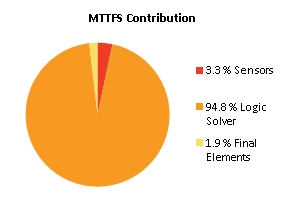 MTTFS Contribution
3.3% Sensors
94.8% Logic
Solver
1.9% Final
Elements